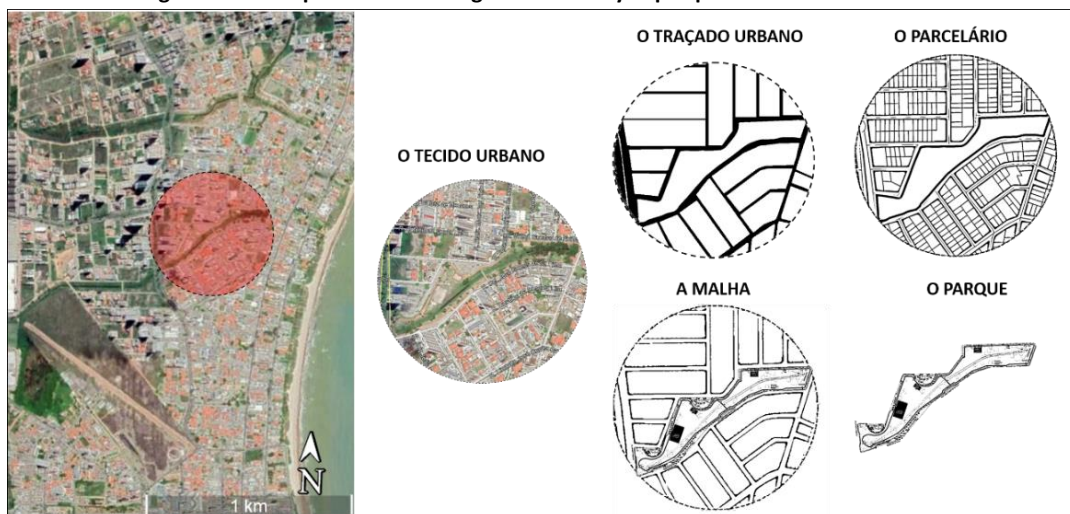 O TECIDO URBANO
O TRAÇADO URBANO
O PARCELÁRIO
A MALHA
O PARQUE
N
1 km